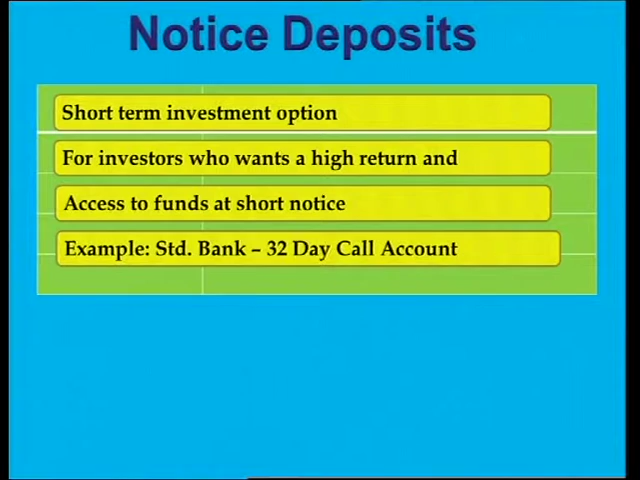 Notice Deposits
Short term investment option
For investors who wants a high return and
Access to funds at short notice
Example: Std. Bank – 32 Day Call Account